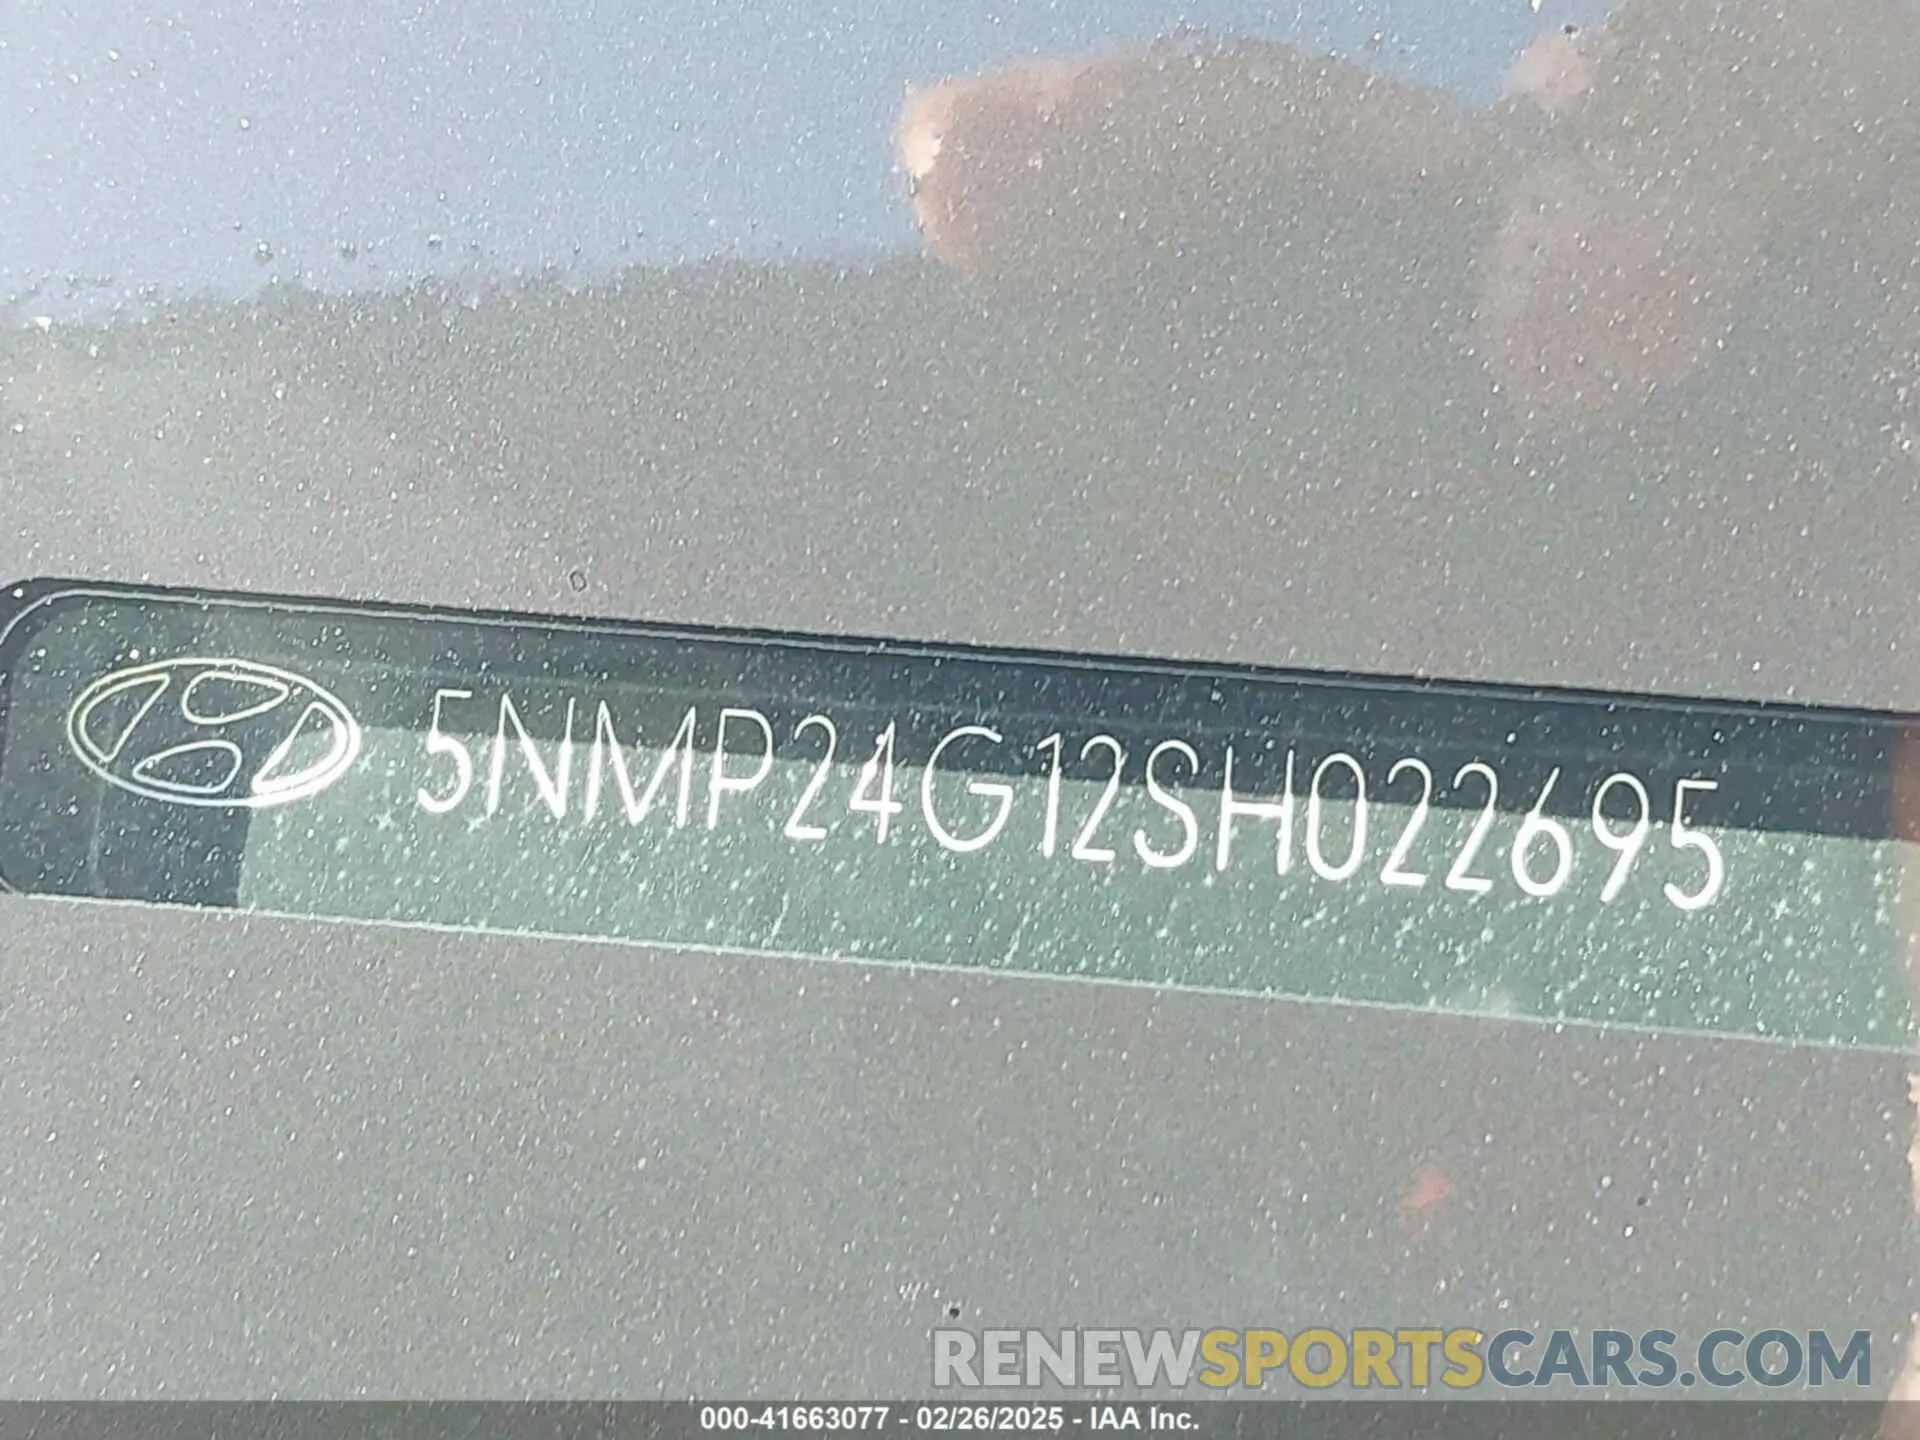 5NMP24G12SH022695
RENEWSPORTSCARS.COM
000-41663077 - 02/26/2025 - IAA Inc.